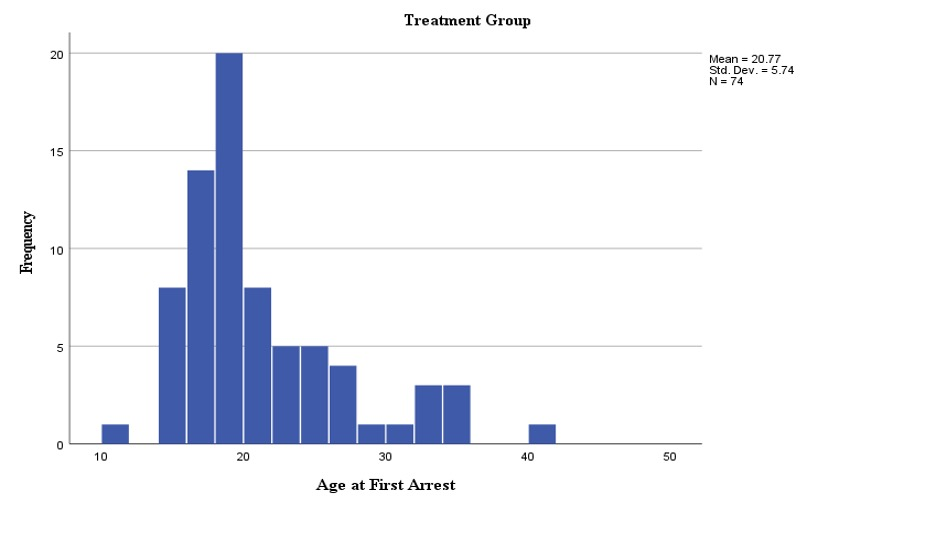 Treatment Group
Mean = 20.77
Std. Dev. = 5.74
N = 74
Frequency
20
15
10
5
0
10 20 30 40 50
Age at First Arrest